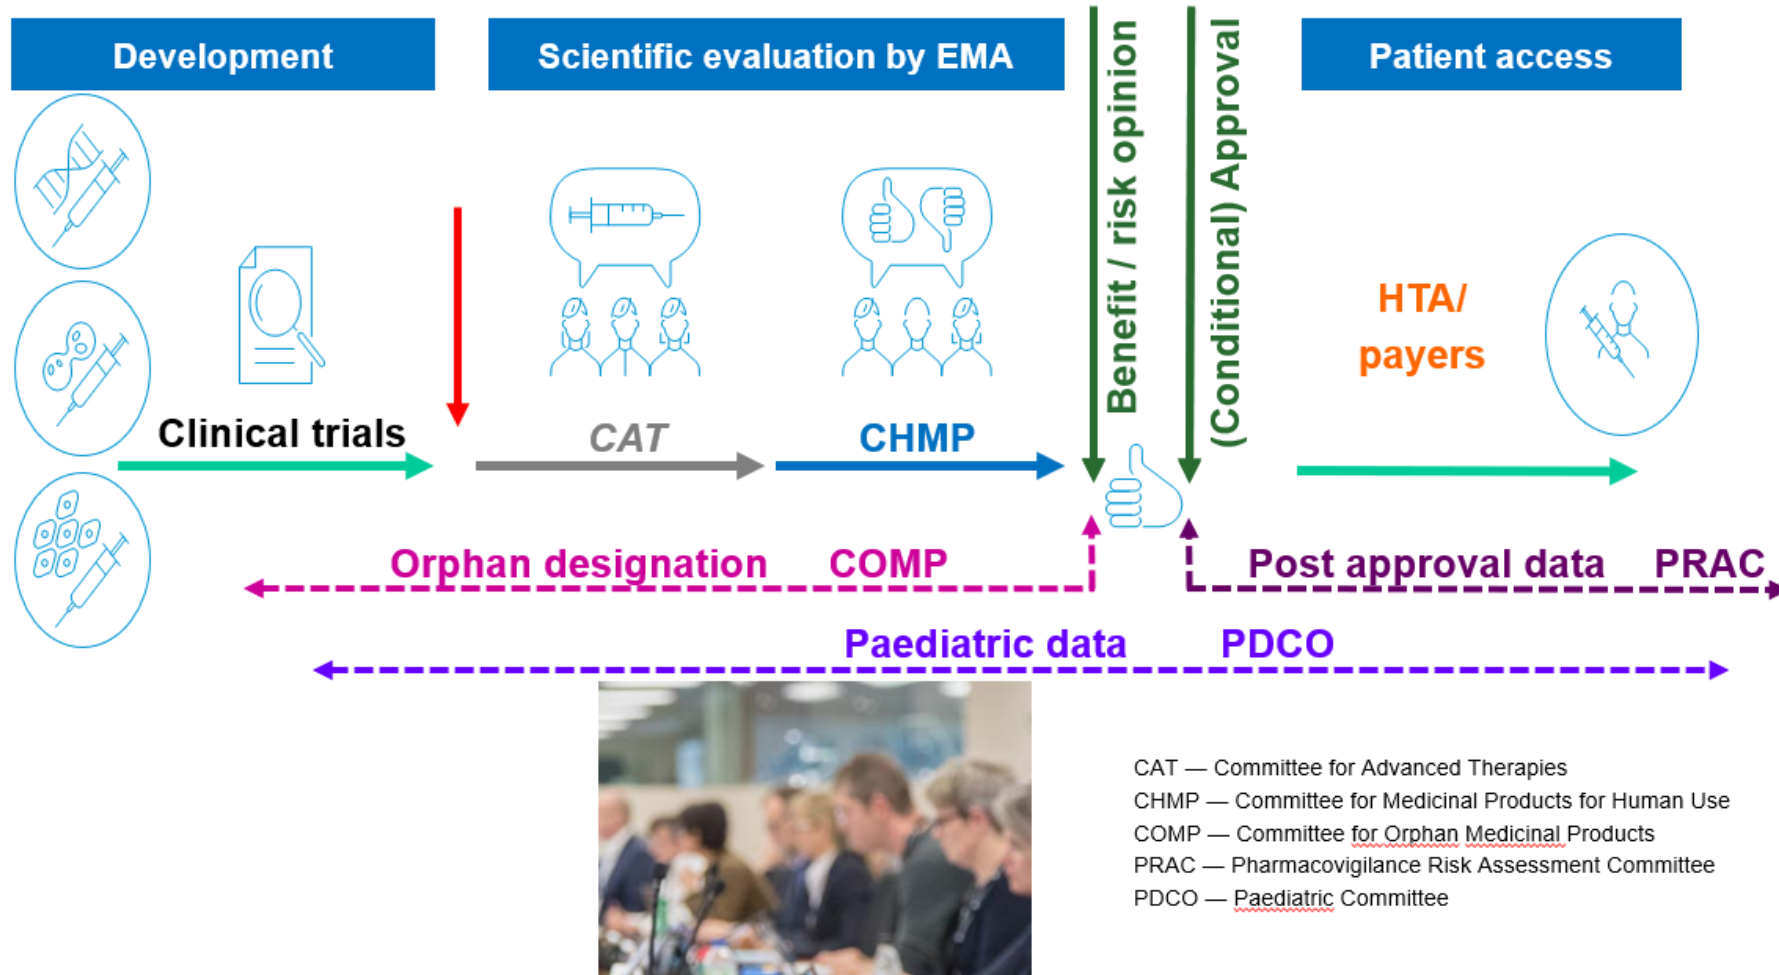 Development
Scientific evaluation by EMA
Benefit / risk opinion
(Conditional) Approval
Patient access
Clinical trials
CAT
CHMP
HTA/
payers
Orphan designation COMP
Post approval data PRAC
Paediatric data PDCO
CAT — Committee for Advanced Therapies
CHMP — Committee for Medicinal Products for Human Use
COMP — Committee for Orphan Medicinal Products
PRAC — Pharmacovigilance Risk Assessment Committee
PDCO — Paediatric Committee